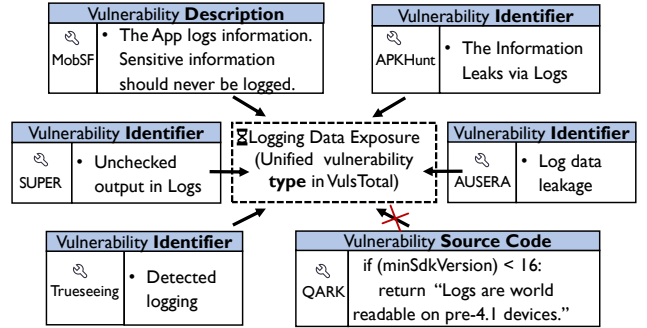 Vulnerability Description
MobSF
• The App logs information.
Sensitive information
should never be logged.
Vulnerability Identifier
APKHunt
• The Information
Leaks via Logs
Vulnerability Identifier
SUPER
• Unchecked
output in Logs
Logging Data Exposure
(Unified vulnerability
type in VulsTotal)
Vulnerability Identifier
AUSERA
• Log data
leakage
Vulnerability Identifier
Trueseeing
• Detected
logging
Vulnerability Source Code
QARK
if (minSdkVersion) < 16:
return “Logs are world
readable on pre-4.1 devices.”